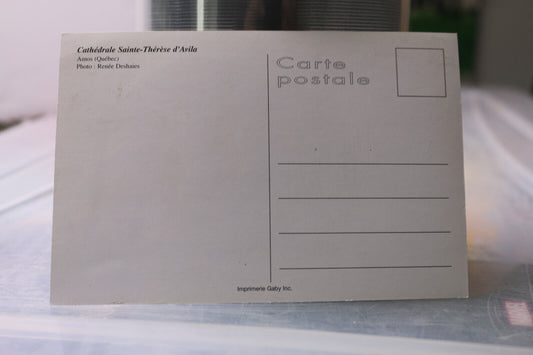 Cathédrale Sainte-Thérèse d'Avila
Amos (Québec)
Photo : Renée Deshaies
Carte
postale
Imprimerie Gaby Inc.